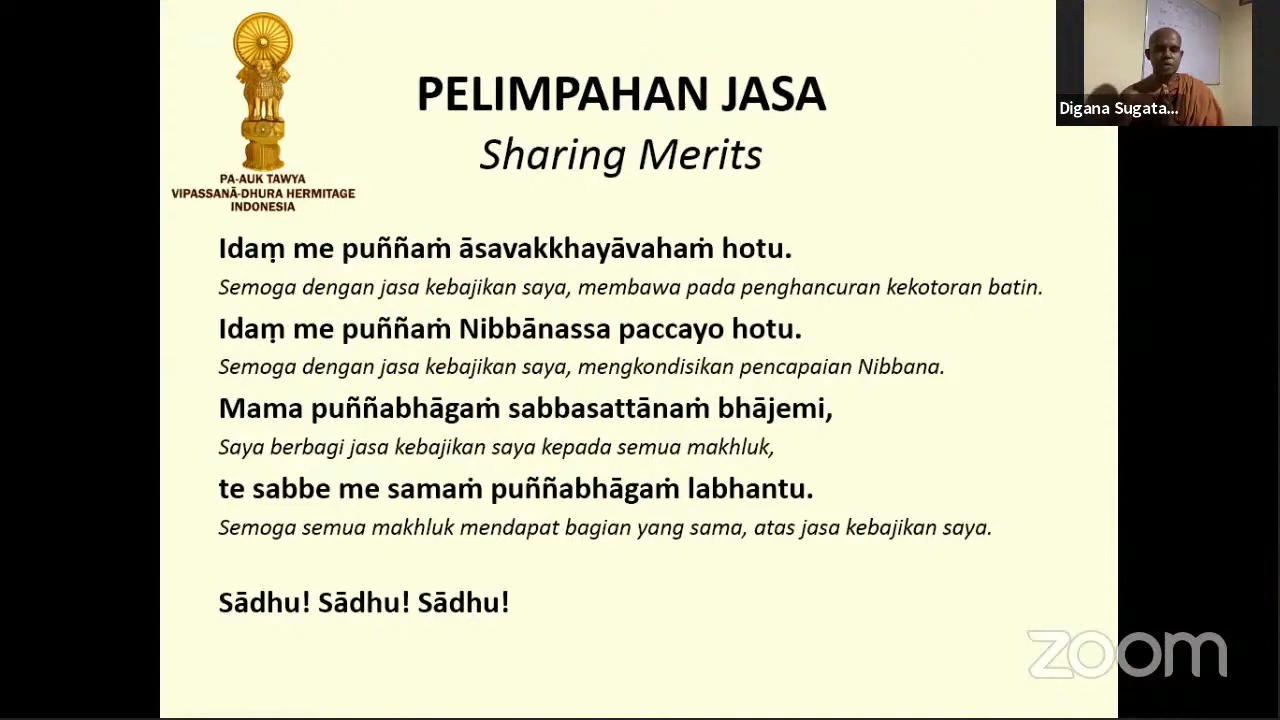 PELIMPAHAN JASA
Sharing Merits
PA-AUK TAWYA
VIPASSANĀ-DHURA HERMITAGE
INDONESIA
Digana Sugata...
Idaṃ me puññaṁ āsavakkhayāvahaṁ hotu.
Semoga dengan jasa kebajikan saya, membawa pada penghancuran kekotoran batin.
Idaṃ me puññaṁ Nibbānassa paccayo hotu.
Semoga dengan jasa kebajikan saya, mengkondisikan pencapaian Nibbana.
Mama puññabhāgaṁ sabbasattānaṁ bhājemi,
Saya berbagi jasa kebajikan saya kepada semua makhluk,
te sabbe me samaṁ puññabhāgaṁ labhantu.
Semoga semua makhluk mendapat bagian yang sama, atas jasa kebajikan saya.
Sādhu! Sādhu! Sādhu!
zoom